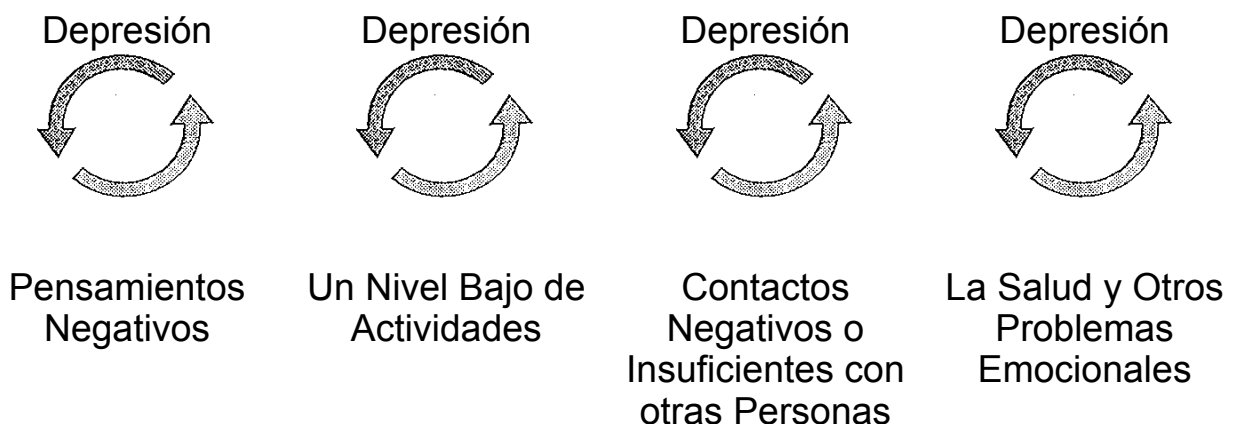 Depresión
Depresión
Depresión
Depresión
Pensamientos
Negativos
Un Nivel Bajo de
Actividades
Contactos
Negativos o
Insuficientes con
otras Personas
La Salud y Otros
Problemas
Emocionales